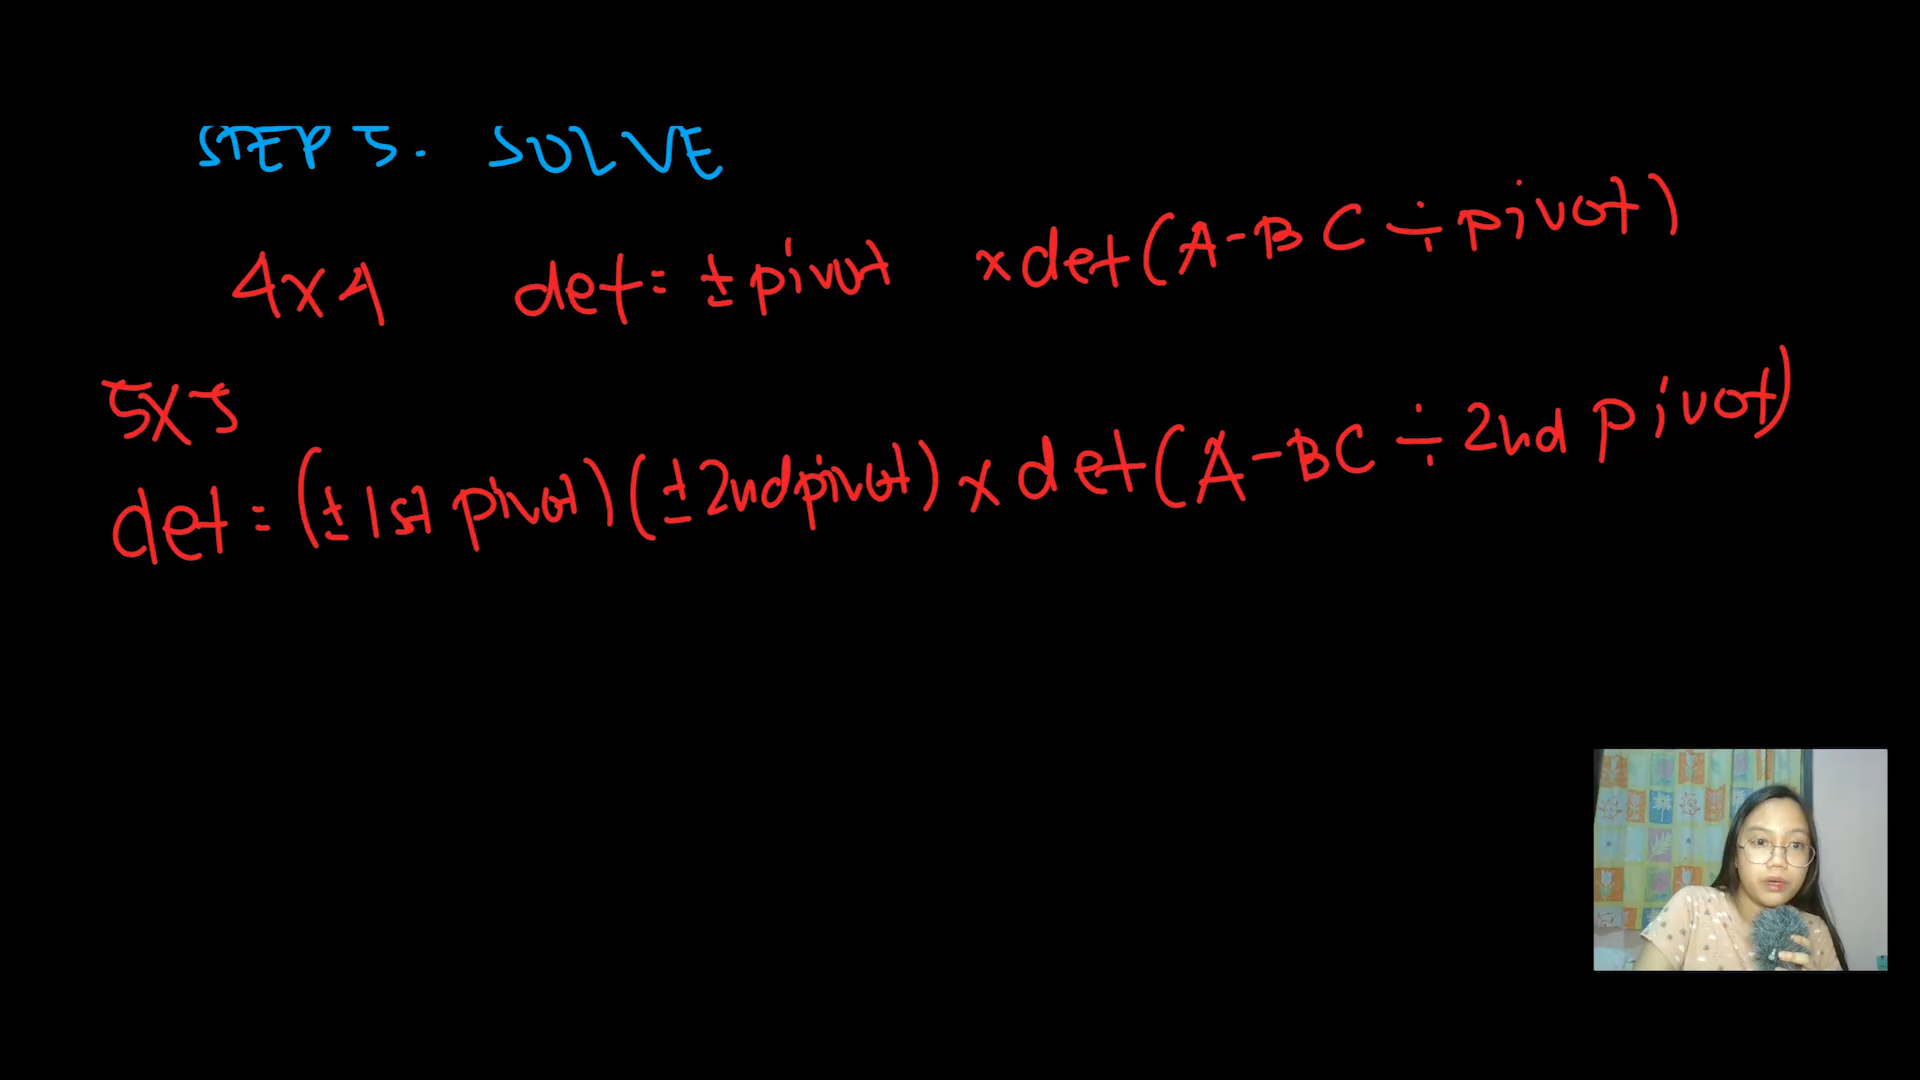 STEP 5. SOLVE
4x4 det = ± pivot x det (A-BC ÷ pivot)
5x5
det = (± 1st pivot) (± 2nd pivot) x det (A-BC ÷ 2nd pivot)